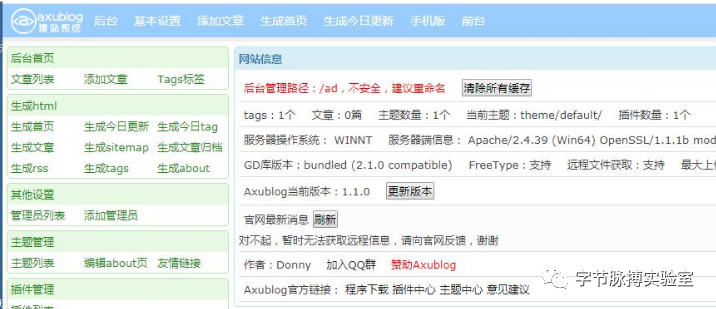 axublog 后台 基本设置 添加文章 生成首页 生成今日更新 手机版 前台
建站系统
后台首页
文章列表 添加文章 Tags标签
生成html
生成首页 生成今日更新 生成今日tag
生成文章 生成sitemap 生成文章归档
生成rss 生成tags 生成about
其他设置
管理员列表 添加管理员
主题管理
主题列表 编辑about页 友情链接
插件管理
网站信息
后台管理路径：/ad，不安全，建议重命名 清除所有缓存
tags：1个 文章：0篇 主题数量：1个 当前主题：theme/default/ 插件数量：1个
服务器操作系统： WINNT 服务器端信息： Apache/2.4.39 (Win64) OpenSSL/1.1.1b mod
GD库版本：bundled (2.1.0 compatible) FreeType：支持 远程文件获取：支持 最大上
Axublog当前版本：1.1.0 更新版本
官网最新消息 刷新
对不起，暂时无法获取远程信息，请向官网反馈，谢谢
作者：Donny 加入QQ群 赞助Axublog
Axublog官方链接： 程序下载 插件中心 主题中心 意见建议
字节脉搏实验室